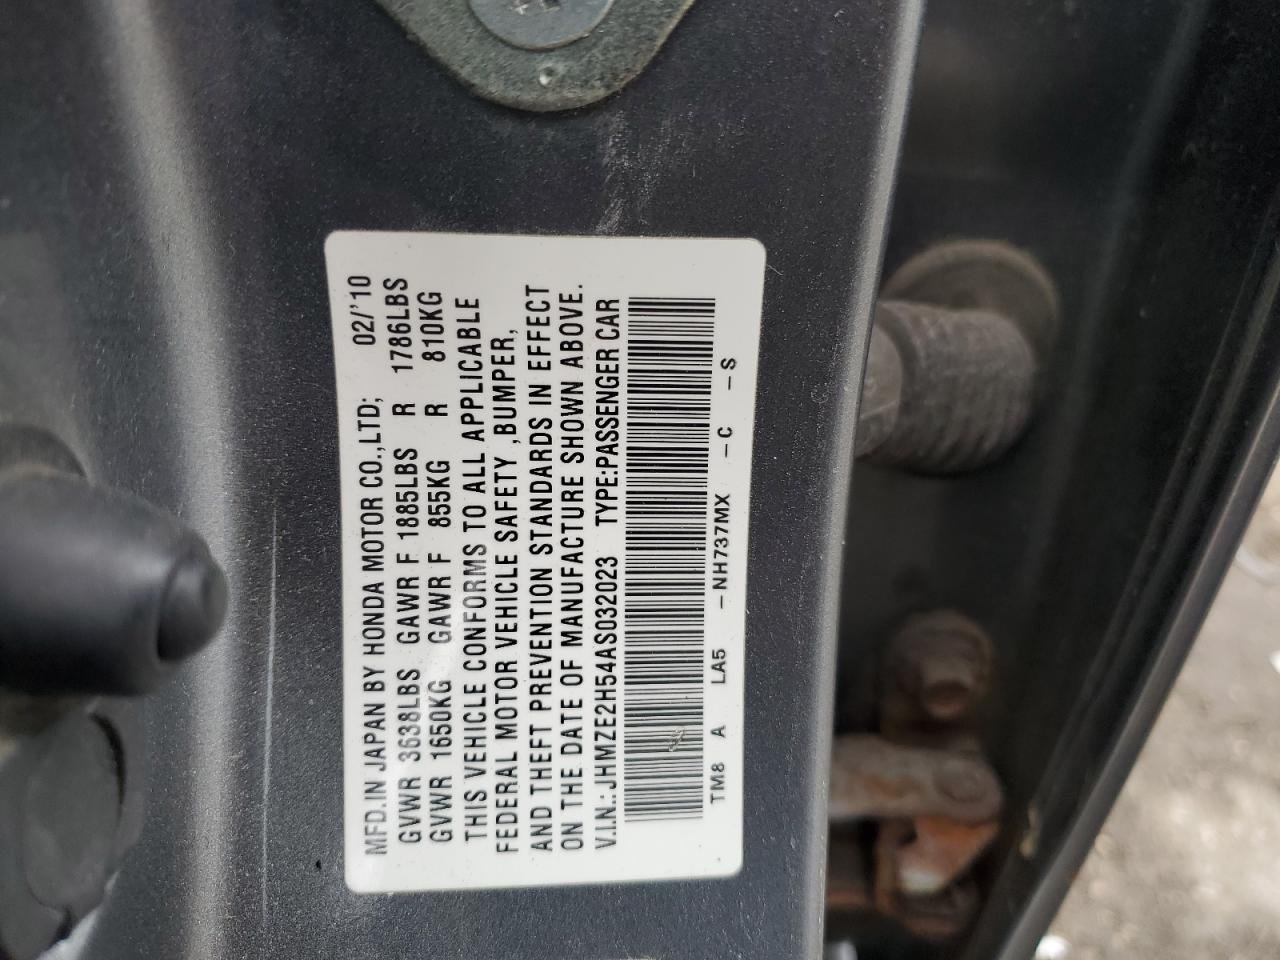 MFD.IN JAPAN BY HONDA MOTOR CO.,LTD; 02/'10
GVWR 3638LBS GAWR F 1885LBS R 1786LBS
GVWR 1650KG GAWR F 855KG R 810KG
THIS VEHICLE CONFORMS TO ALL APPLICABLE
FEDERAL MOTOR VEHICLE SAFETY ,BUMPER,
AND THEFT PREVENTION STANDARDS IN EFFECT
ON THE DATE OF MANUFACTURE SHOWN ABOVE.
V.I.N.: JHMZE2H54AS032023 TYPE:PASSENGER CAR
TM8 A LA5 -NH737MX -C -S